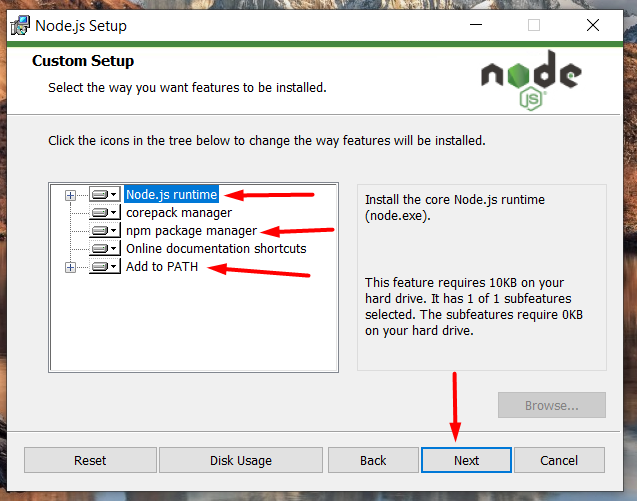 Node.js Setup
Custom Setup
Select the way you want features to be installed.
node
JS
Click the icons in the tree below to change the way features will be installed.
Node.js runtime
corepack manager
npm package manager
Online documentation shortcuts
Add to PATH
Install the core Node.js runtime
(node.exe).
This feature requires 10KB on your
hard drive. It has 1 of 1 subfeatures
selected. The subfeatures require 0KB
on your hard drive.
Browse...
Reset
Disk Usage
Back
Next
Cancel